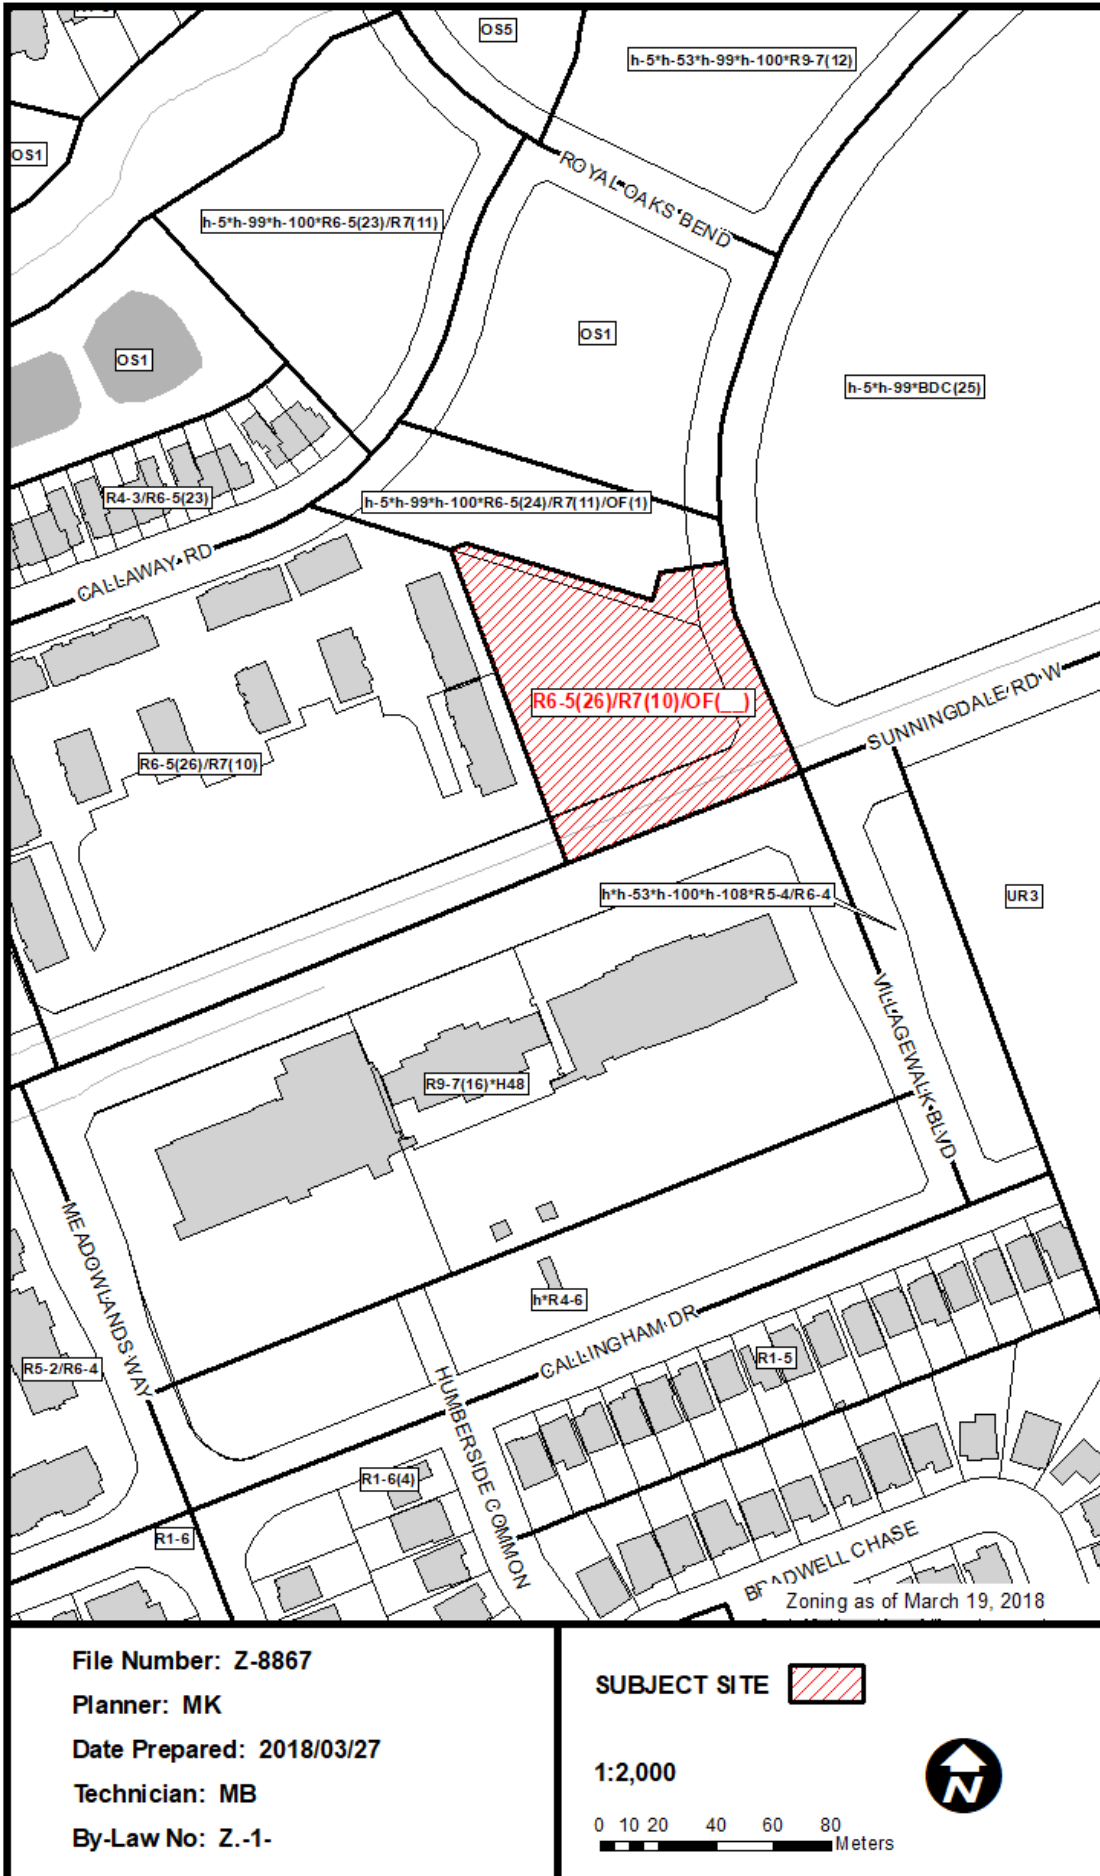 OS5
h-5*h-53*h-99*h-100*R9-7(12)
OS1
ROYAL OAKS BEND
h-5*h-99*h-100*R6-5(23)/R7(11)
OS1
OS1
h-5*h-99*BDC(25)
R4-3/R6-5(23)
h-5*h-99*h-100*R6-5(24)/R7(11)/OF(1)
CALLAWAY RD
R6-5(26)/R7(10)/OF(__)
SUNNINGDALE RD W
R6-5(26)/R7(10)
h*h-53*h-100*h-108*R5-4/R6-4
UR3
VILLAGEWALK BLVD
R9-7(16)*H48
MEADOWLANDS WAY
h*R4-6
CALLINGHAM DR
R1-5
R5-2/R6-4
HUMBERSIDE COMMON
R1-6(4)
R1-6
BRADWELL CHASE
Zoning as of March 19, 2018
File Number: Z-8867
Planner: MK
Date Prepared: 2018/03/27
Technician: MB
By-Law No: Z.-1-
SUBJECT SITE
1:2,000
N
0 10 20 40 60 80
Meters